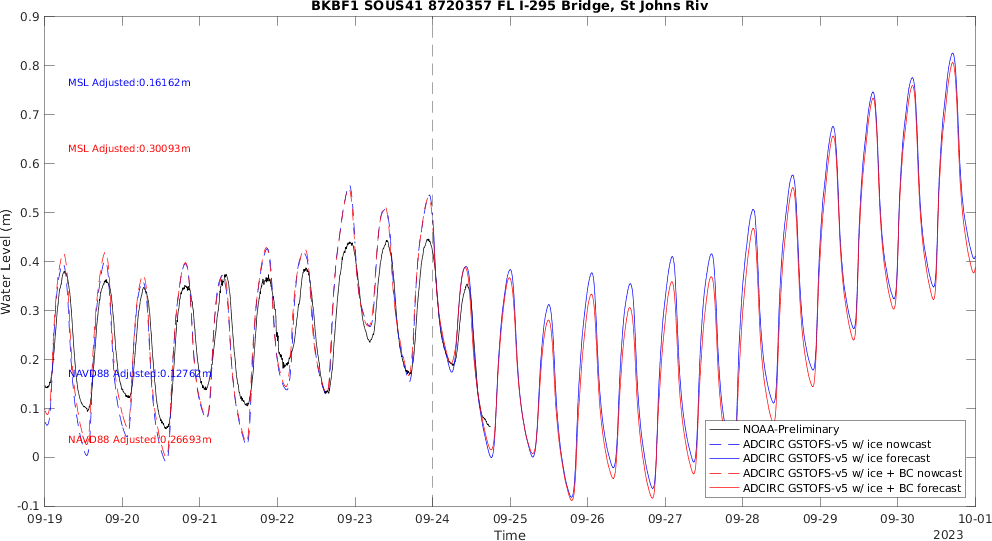 BKBF1 SOUS41 8720357 FL I-295 Bridge, St Johns Riv
0.9
0.8
0.7
0.6
0.5
0.4
0.3
0.2
0.1
0
-0.1
Water Level (m)
MSL Adjusted:0.16162m
MSL Adjusted:0.30093m
NAVD88 Adjusted:0.12762m
NAVD88 Adjusted:0.26693m
NOAA-Preliminary
ADCIRC GSTOFS-v5 w/ ice nowcast
ADCIRC GSTOFS-v5 w/ ice forecast
ADCIRC GSTOFS-v5 w/ ice + BC nowcast
ADCIRC GSTOFS-v5 w/ ice + BC forecast
09-19 09-20 09-21 09-22 09-23 09-24 09-25 09-26 09-27 09-28 09-29 09-30 10-01
Time
2023